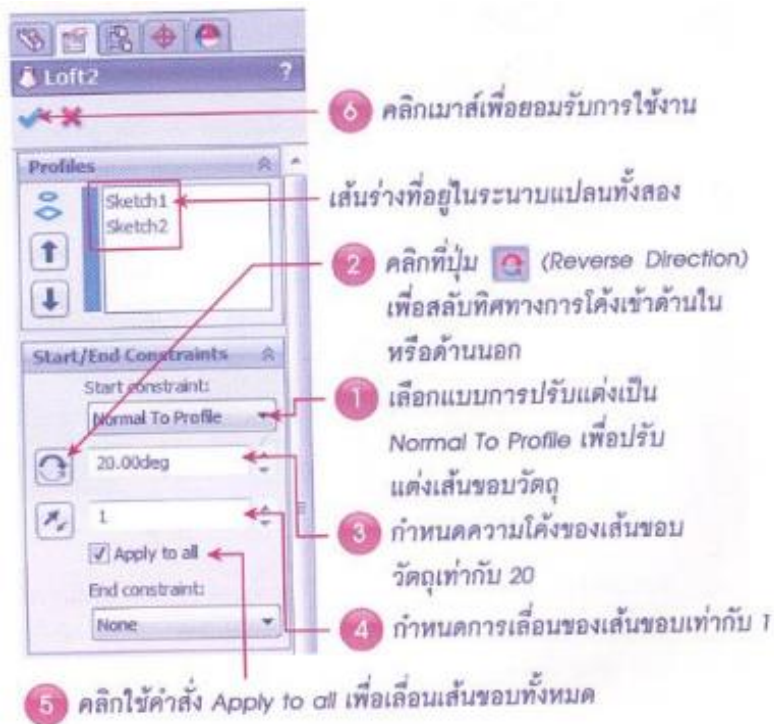 Loft2
?
6 คลิกเมาส์เพื่อยอมรับการใช้งาน
Profiles
Sketch1
Sketch2
เส้นร่างที่อยู่ในระนาบแปลนทั้งสอง
2 คลิกที่ปุ่ม (Reverse Direction)
เพื่อสลับทิศทางการโค้งเข้าด้านใน
หรือด้านนอก
Start/End Constraints
Start constraint:
Normal To Profile
1 เลือกแบบการปรับแต่งเป็น
Normal To Profile เพื่อปรับ
แต่งเส้นขอบวัตถุ
20.00deg
1
3 กำหนดความโค้งของเส้นขอบ
วัตถุเท่ากับ 20
Apply to all
End constraint:
None
4 กำหนดการเลื่อนของเส้นขอบเท่ากับ 1
5 คลิกใช้คำสั่ง Apply to all เพื่อเลื่อนเส้นขอบทั้งหมด